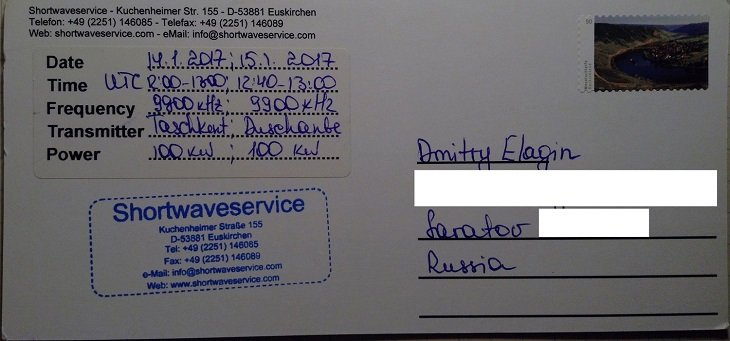 Shortwaveservice - Kuchenheimer Str. 155 - D-53881 Euskirchen
Telefon: +49 (2251) 146085 - Telefax: +49 (2251) 146089
Web: shortwaveservice.com - eMail: info@shortwaveservice.com
Date 14.1.2017; 15.1.2017
Time UTC 12:00-1300; 12:40-13:00
Frequency 9800 kHz; 9900 kHz
Transmitter Taschkent; Duschanbe
Power 100 kW; 100 kW
Shortwaveservice
Kuchenheimer Straße 155
D-53881 Euskirchen
Tel: +49 (2251) 146085
Fax: +49 (2251) 146089
e-Mail: info@shortwaveservice.com
Web: www.shortwaveservice.com
90
Dmitry Elagin
Saratov
Russia